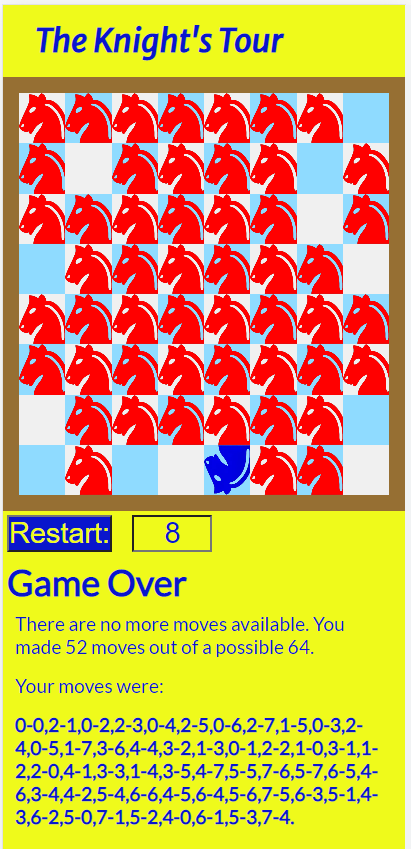 The Knight's Tour
Restart:
8
Game Over
There are no more moves available. You
made 52 moves out of a possible 64.
Your moves were:
0-0,2-1,0-2,2-3,0-4,2-5,0-6,2-7,1-5,0-3,2-
4,0-5,1-7,3-6,4-4,3-2,1-3,0-1,2-2,1-0,3-1,1-
2,2-0,4-1,3-3,1-4,3-5,4-7,5-5,7-6,5-7,6-5,4-
6,3-4,4-2,5-4,6-6,4-5,6-4,5-6,7-5,6-3,5-1,4-
3,6-2,5-0,7-1,5-2,4-0,6-1,5-3,7-4.